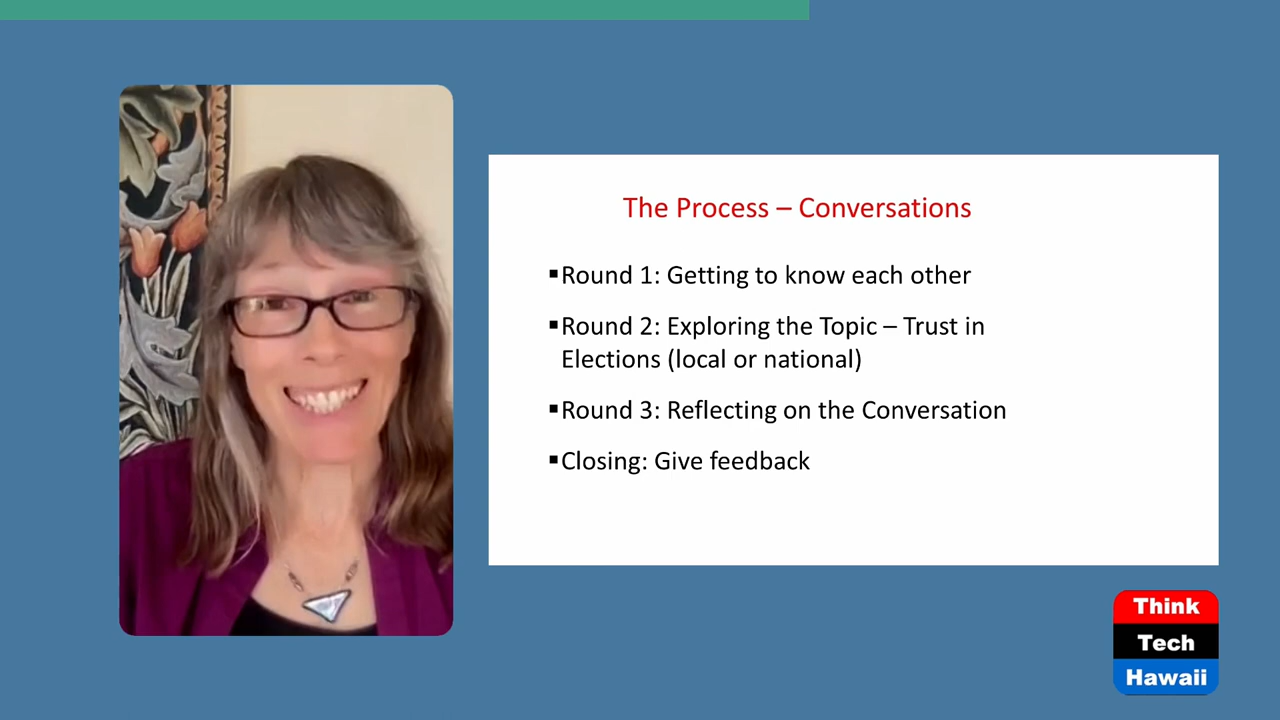 The Process – Conversations
▪Round 1: Getting to know each other
▪Round 2: Exploring the Topic – Trust in
Elections (local or national)
▪Round 3: Reflecting on the Conversation
▪Closing: Give feedback
Think
Tech
Hawaii